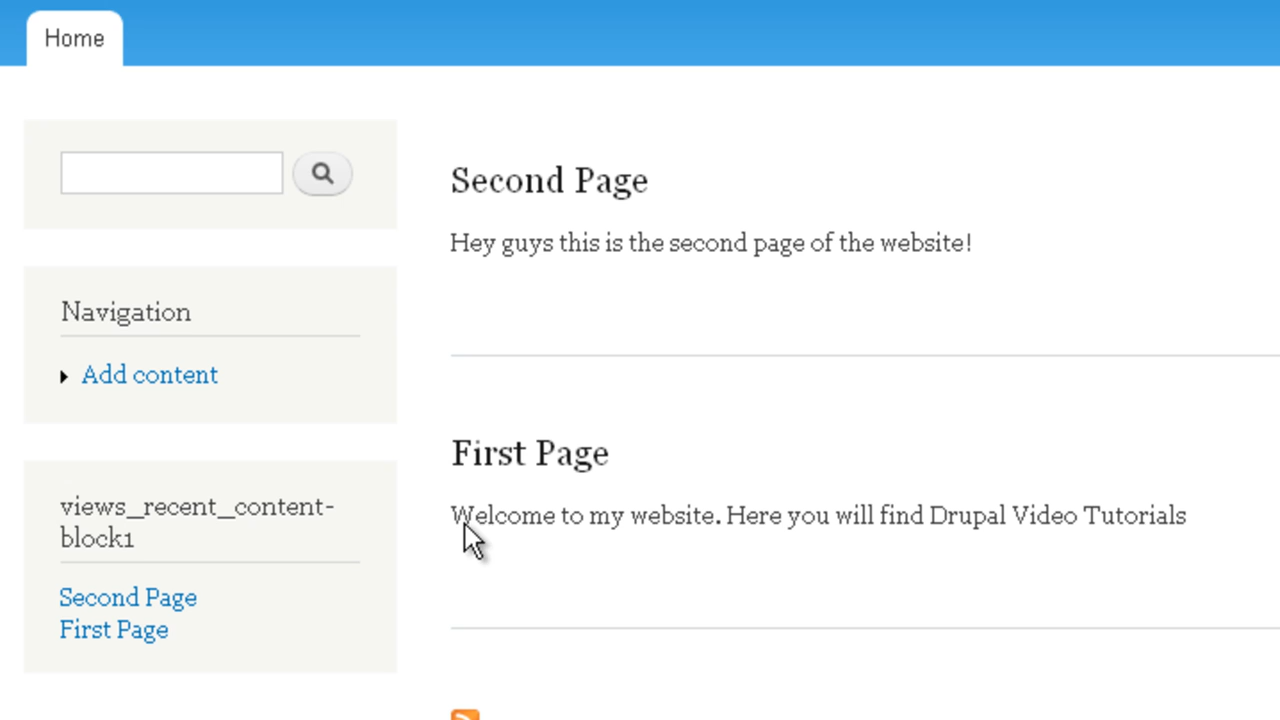 Home
Navigation
Add content
views_recent_content-
block1
Second Page
First Page
Second Page
Hey guys this is the second page of the website!
First Page
Welcome to my website. Here you will find Drupal Video Tutorials